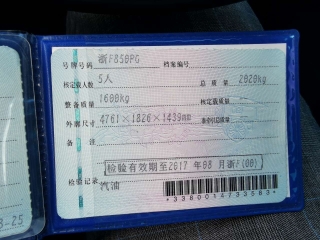 号牌号码 浙F8S0PG 档案编号
核定载人数 5人 总质量 2020kg
整备质量 1600kg 核定载质量
外廓尺寸 4761×1826×1439mm 准牵引总质量
备注
检验有效期至2017年08月浙F(00)
检验记录 汽油